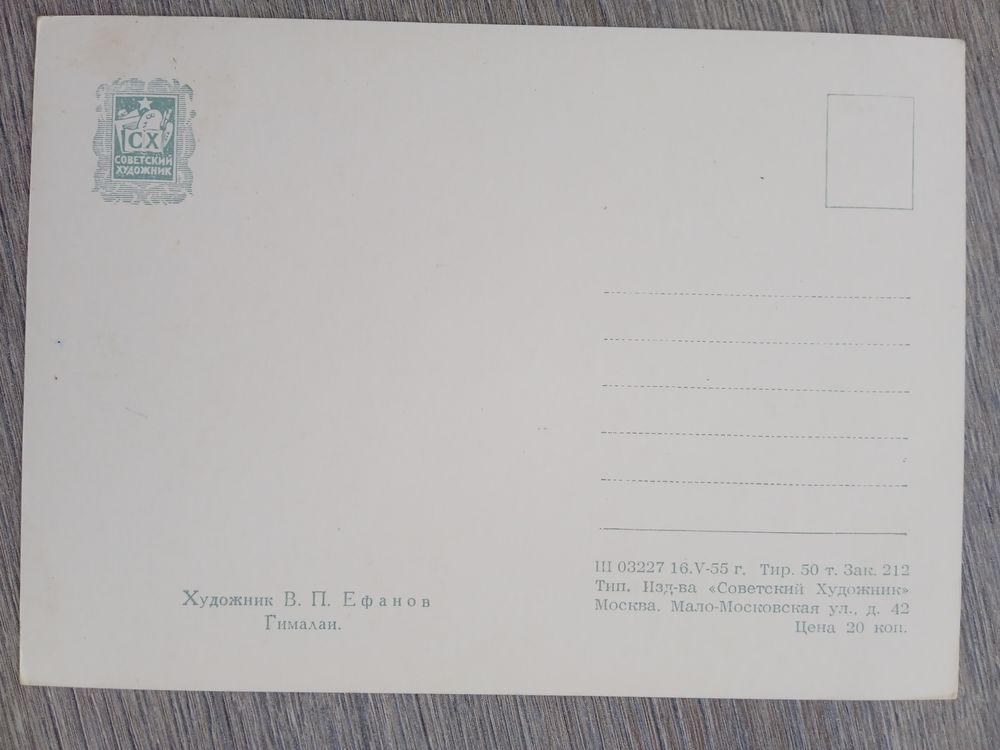 СХ
СОВЕТСКИЙ
ХУДОЖНИК
Художник В. П. Ефанов
Гималаи.
Ш 03227 16.V-55 г. Тир. 50 т. Зак. 212
Тип. Изд-ва «Советский Художник»
Москва. Мало-Московская ул., д. 42
Цена 20 коп.